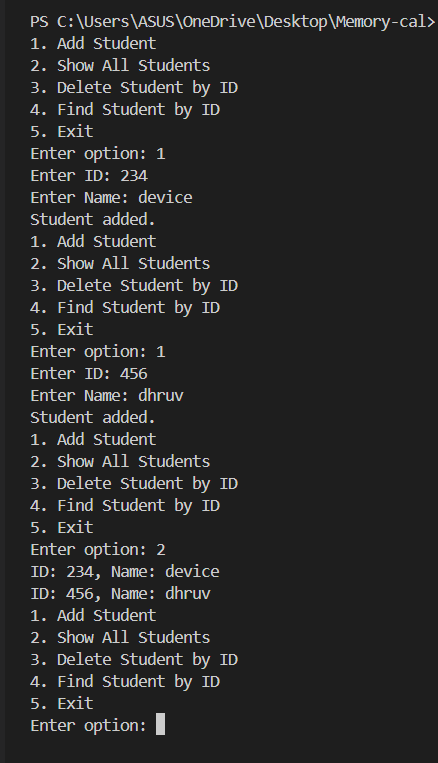 PS C:\Users\ASUS\OneDrive\Desktop\Memory-cal>
1. Add Student
2. Show All Students
3. Delete Student by ID
4. Find Student by ID
5. Exit
Enter option: 1
Enter ID: 234
Enter Name: device
Student added.
1. Add Student
2. Show All Students
3. Delete Student by ID
4. Find Student by ID
5. Exit
Enter option: 1
Enter ID: 456
Enter Name: dhruv
Student added.
1. Add Student
2. Show All Students
3. Delete Student by ID
4. Find Student by ID
5. Exit
Enter option: 2
ID: 234, Name: device
ID: 456, Name: dhruv
1. Add Student
2. Show All Students
3. Delete Student by ID
4. Find Student by ID
5. Exit
Enter option: